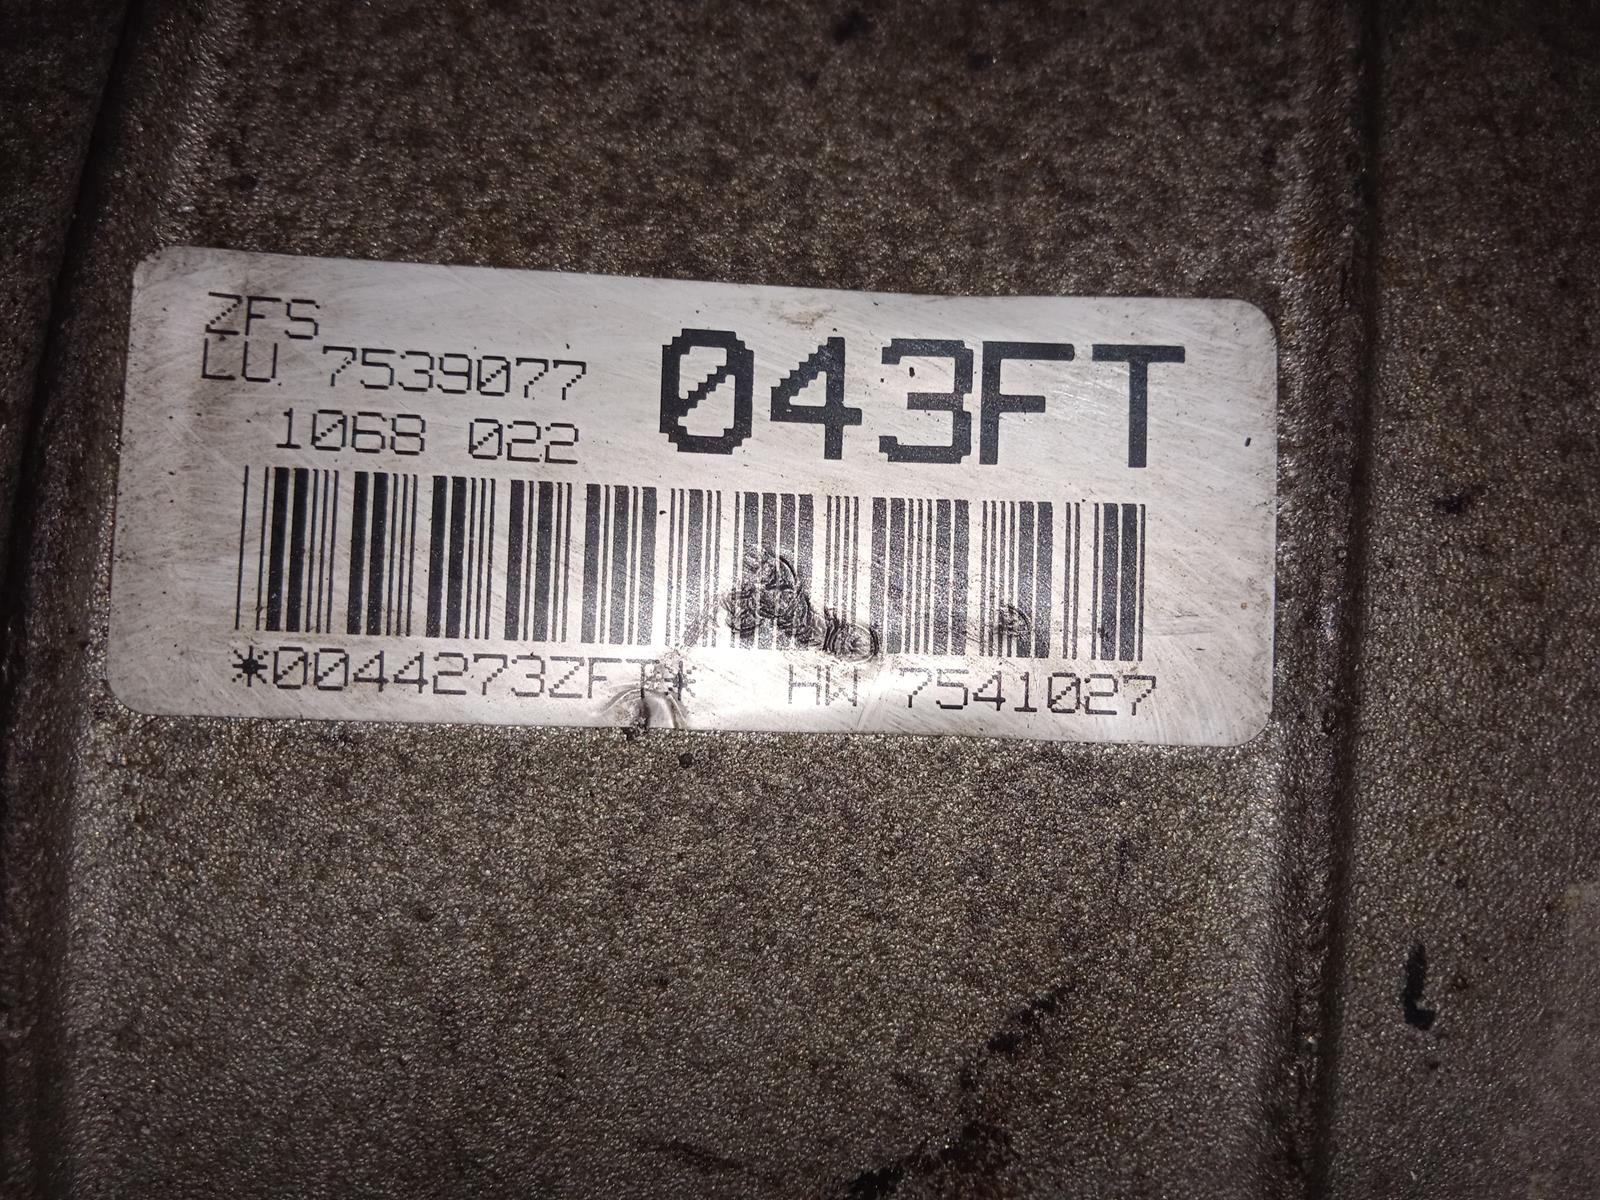 ZFS
LU 7539077
1068 022
043FT
*0044273ZFT* HW 7541027